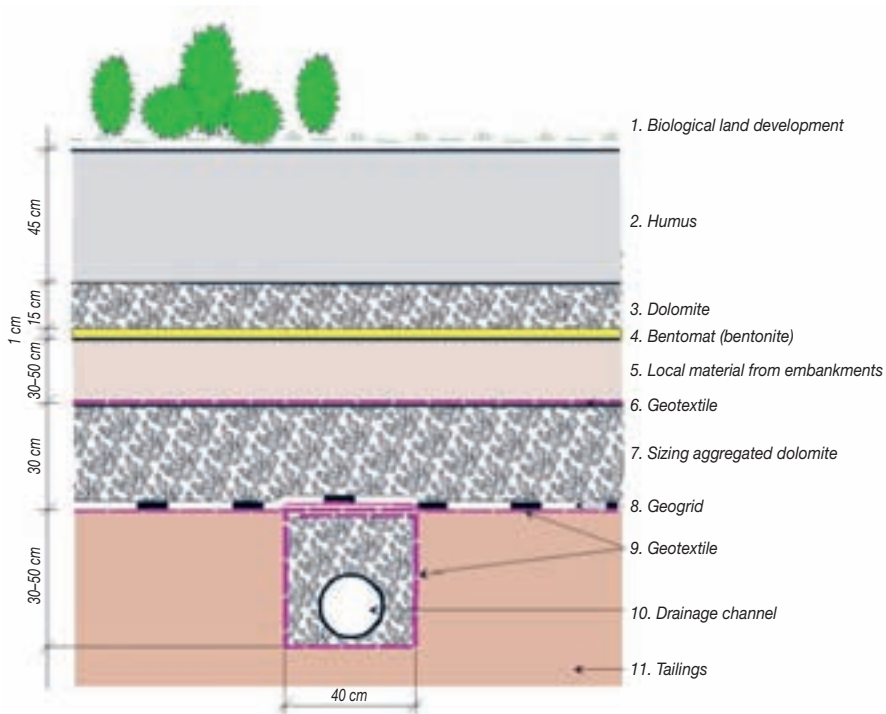 1. Biological land development
45 cm
2. Humus
15 cm
3. Dolomite
1 cm
4. Bentomat (bentonite)
30–50 cm
5. Local material from embankments
6. Geotextile
30 cm
7. Sizing aggregated dolomite
8. Geogrid
9. Geotextile
30–50 cm
10. Drainage channel
11. Tailings
40 cm